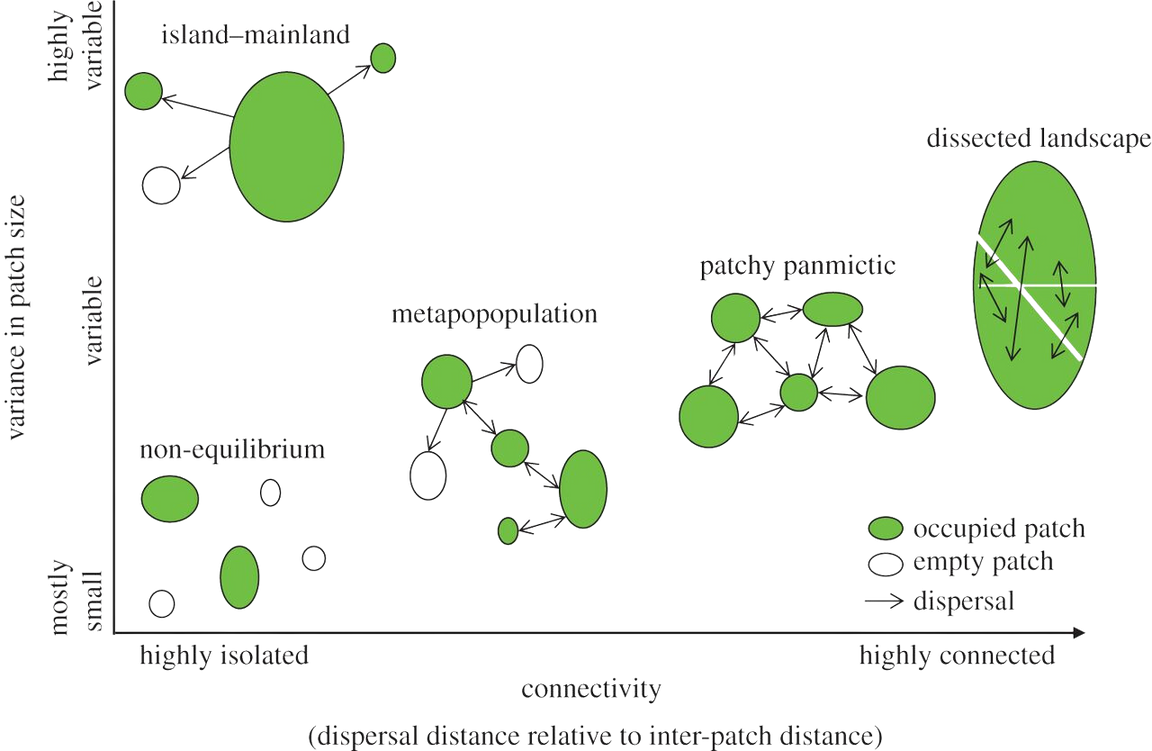 highly
variable
island–mainland
dissected landscape
variance in patch size
variable
patchy panmictic
metapopopulation
non-equilibrium
mostly
small
occupied patch
empty patch
dispersal
highly isolated
highly connected
connectivity
(dispersal distance relative to inter-patch distance)